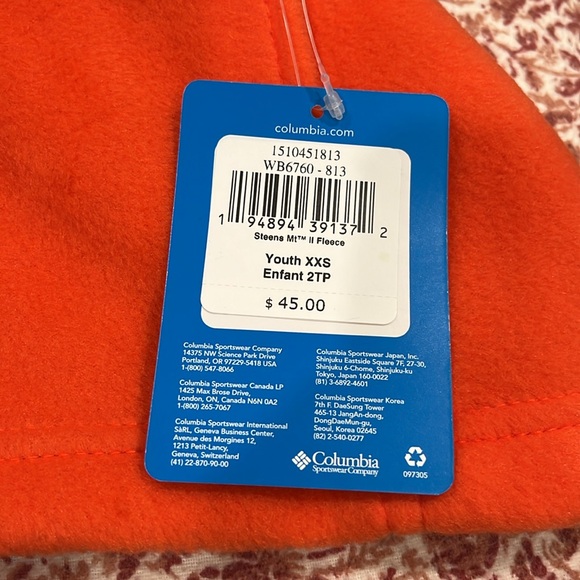 columbia.com
1510451813
WB6760 - 813
1 94894 39137 2
Steens Mt™ II Fleece
Youth XXS
Enfant 2TP
$ 45.00
Columbia Sportswear Company
14375 NW Science Park Drive
Portland, OR 97229-5418 USA
1-(800) 547-8066
Columbia Sportswear Canada LP
1425 Max Brose Drive,
London, ON, Canada N6N 0A2
1-(800) 265-7067
Columbia Sportswear International
SàRL, Geneva Business Center,
Avenue des Morgines 12,
1213 Petit-Lancy,
Geneva, Switzerland
(41) 22-870-90-00
Columbia Sportswear Japan, Inc.
Shinjuku Eastside Square 7F, 27-30,
Shinjuku 6-Chome, Shinjuku-ku
Tokyo, Japan 160-0022
(81) 3-6892-4601
Columbia Sportswear Korea
7th F. DaeSung Tower
465-13 JangAn-dong,
DongDaeMun-gu,
Seoul, Korea 02645
(82) 2-540-0277
Columbia
Sportswear Company
097305